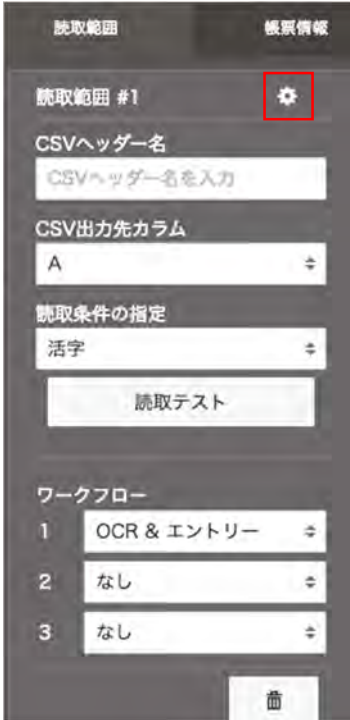 読取範囲 帳票情報
読取範囲 #1
CSVヘッダー名
CSVヘッダー名を入力
CSV出力先カラム
A
読取条件の指定
活字
読取テスト
ワークフロー
1 OCR & エントリー
2 なし
3 なし